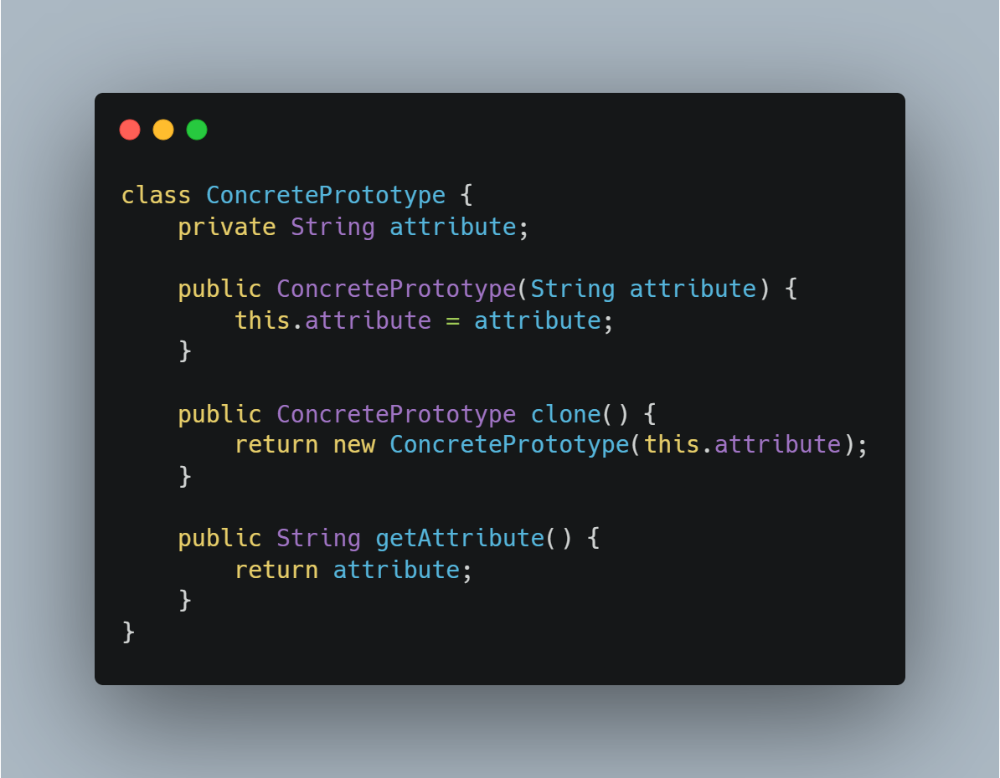 class ConcretePrototype {
    private String attribute;

    public ConcretePrototype(String attribute) {
        this.attribute = attribute;
    }

    public ConcretePrototype clone() {
        return new ConcretePrototype(this.attribute);
    }

    public String getAttribute() {
        return attribute;
    }
}